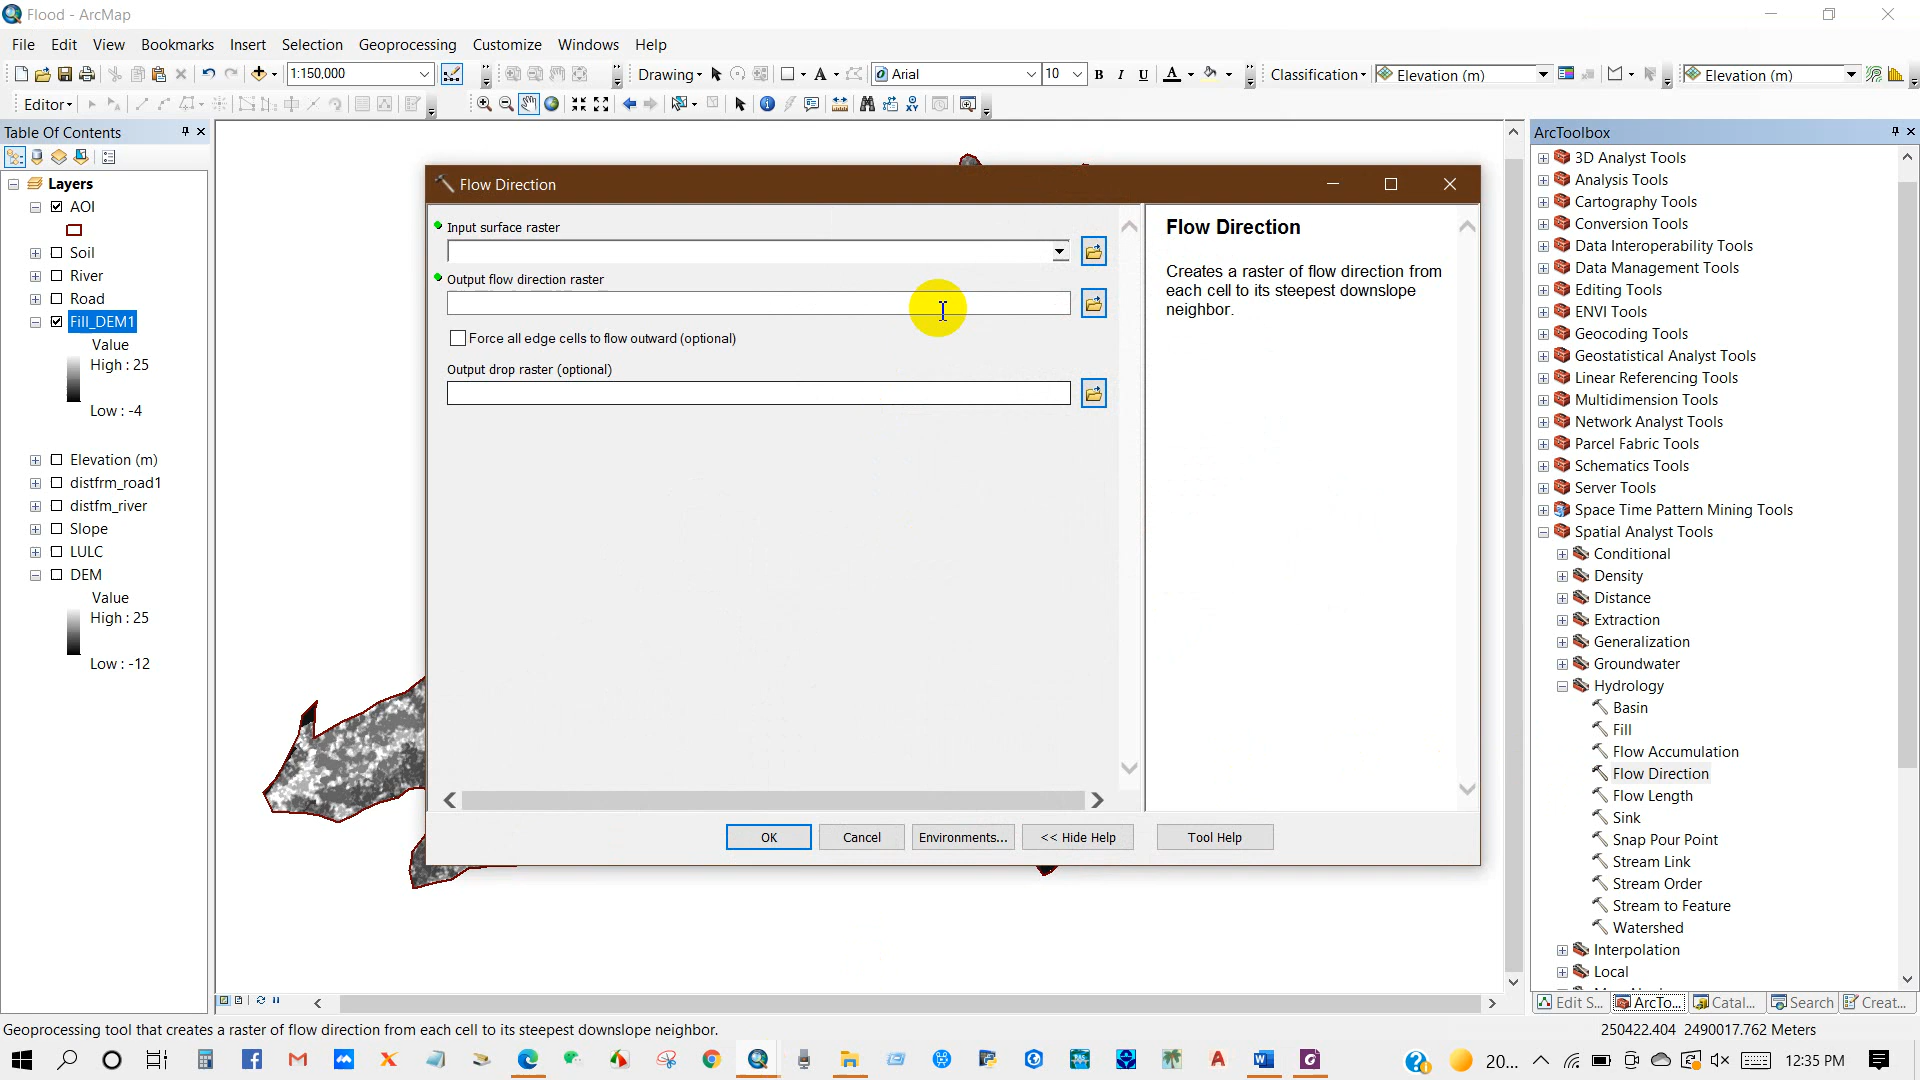 Flood - ArcMap
File Edit View Bookmarks Insert Selection Geoprocessing Customize Windows Help
1:150,000 Drawing Arial 10 B I U A Classification Elevation (m) Elevation (m)
Editor
Table Of Contents
Layers
AOI
Soil
River
Road
Fill_DEM1
Value
High : 25
Low : -4
Elevation (m)
distfrm_road1
distfm_river
Slope
LULC
DEM
Value
High : 25
Low : -12
Flow Direction
Input surface raster
Output flow direction raster
Force all edge cells to flow outward (optional)
Output drop raster (optional)
OK Cancel Environments... << Hide Help Tool Help
Flow Direction
Creates a raster of flow direction from
each cell to its steepest downslope
neighbor.
ArcToolbox
3D Analyst Tools
Analysis Tools
Cartography Tools
Conversion Tools
Data Interoperability Tools
Data Management Tools
Editing Tools
ENVI Tools
Geocoding Tools
Geostatistical Analyst Tools
Linear Referencing Tools
Multidimension Tools
Network Analyst Tools
Parcel Fabric Tools
Schematics Tools
Server Tools
Space Time Pattern Mining Tools
Spatial Analyst Tools
Conditional
Density
Distance
Extraction
Generalization
Groundwater
Hydrology
Basin
Fill
Flow Accumulation
Flow Direction
Flow Length
Sink
Snap Pour Point
Stream Link
Stream Order
Stream to Feature
Watershed
Interpolation
Local
Edit S... ArcTo... Catal... Search Creat...
Geoprocessing tool that creates a raster of flow direction from each cell to its steepest downslope neighbor.
250422.404 2490017.762 Meters
20... 12:35 PM